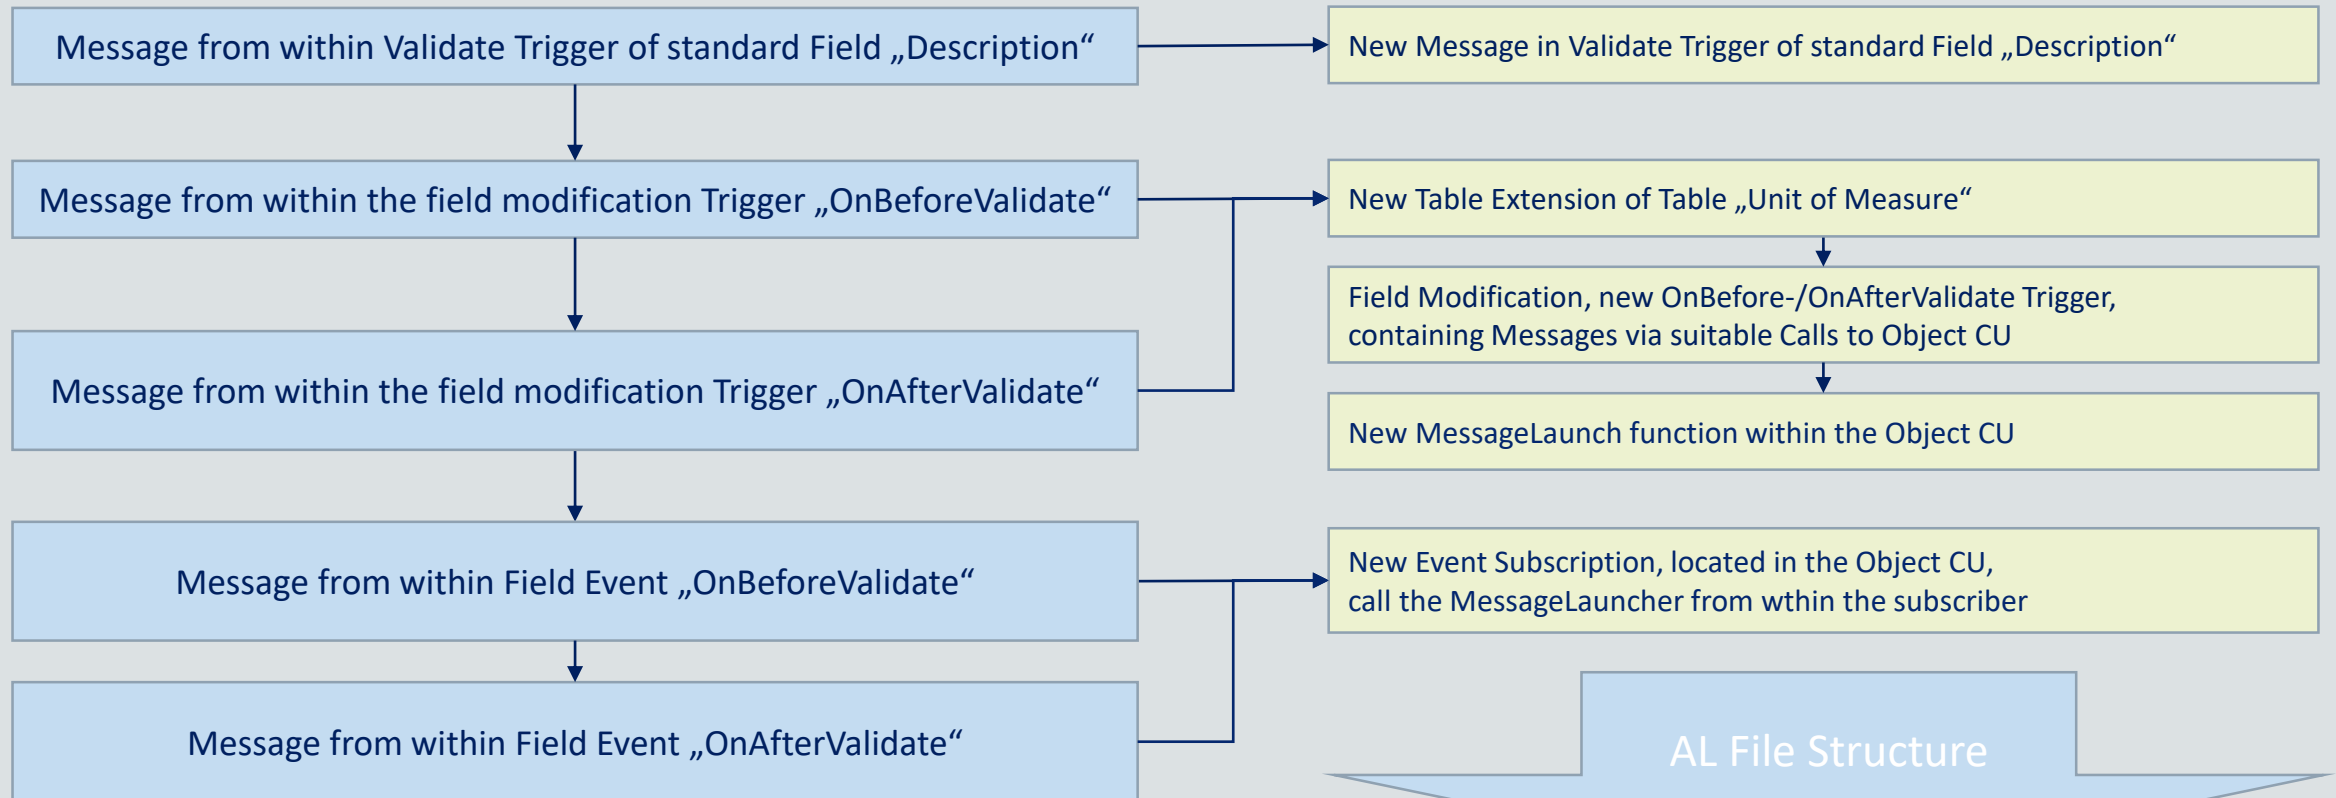 Message from within Validate Trigger of standard Field „Description“
New Message in Validate Trigger of standard Field „Description“
Message from within the field modification Trigger „OnBeforeValidate“
New Table Extension of Table „Unit of Measure“
Field Modification, new OnBefore-/OnAfterValidate Trigger,
containing Messages via suitable Calls to Object CU
Message from within the field modification Trigger „OnAfterValidate“
New MessageLaunch function within the Object CU
Message from within Field Event „OnBeforeValidate“
New Event Subscription, located in the Object CU,
call the MessageLauncher from wthin the subscriber
Message from within Field Event „OnAfterValidate“
AL File Structure